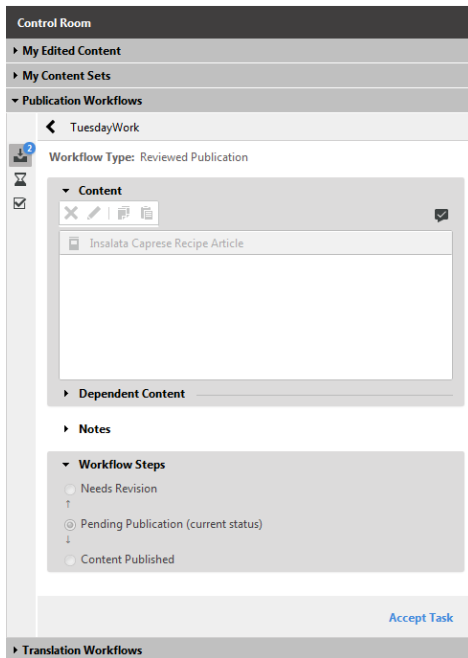 Control Room
My Edited Content
My Content Sets
Publication Workflows
TuesdayWork
2
Workflow Type: Reviewed Publication
Content
Insalata Caprese Recipe Article
Dependent Content
Notes
Workflow Steps
Needs Revision
↑
Pending Publication (current status)
↓
Content Published
Accept Task
Translation Workflows